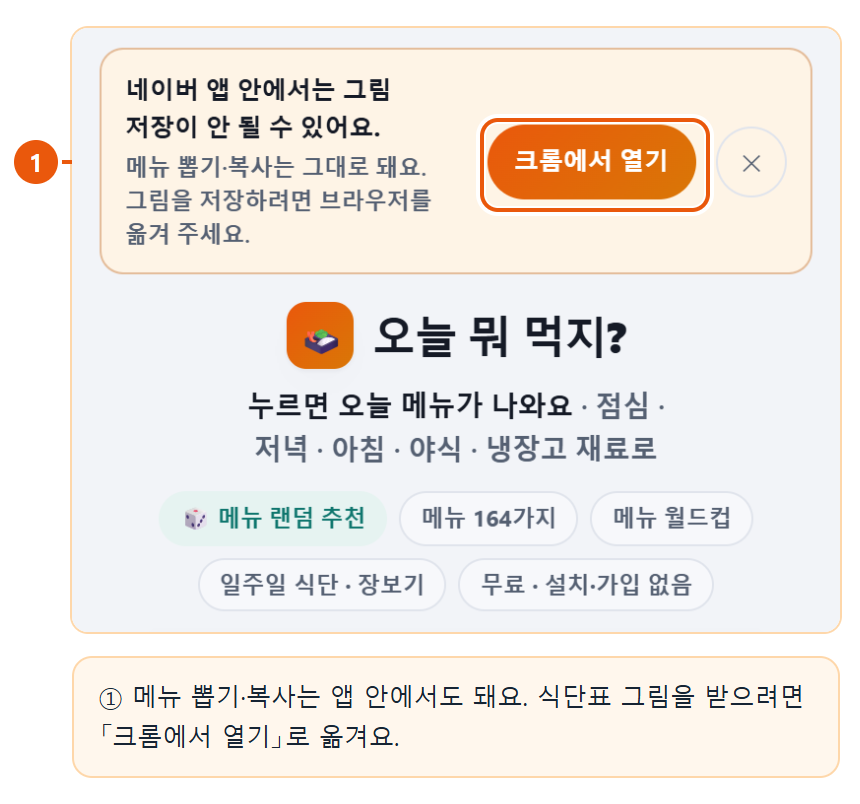 네이버 앱 안에서는 그림
저장이 안 될 수 있어요.
메뉴 뽑기·복사는 그대로 돼요.
그림을 저장하려면 브라우저를
옮겨 주세요.
크롬에서 열기
1
오늘 뭐 먹지?
누르면 오늘 메뉴가 나와요 · 점심 ·
저녁 · 아침 · 야식 · 냉장고 재료로
메뉴 랜덤 추천
메뉴 164가지
메뉴 월드컵
일주일 식단 · 장보기
무료 · 설치·가입 없음
① 메뉴 뽑기·복사는 앱 안에서도 돼요. 식단표 그림을 받으려면
「크롬에서 열기」로 옮겨요.